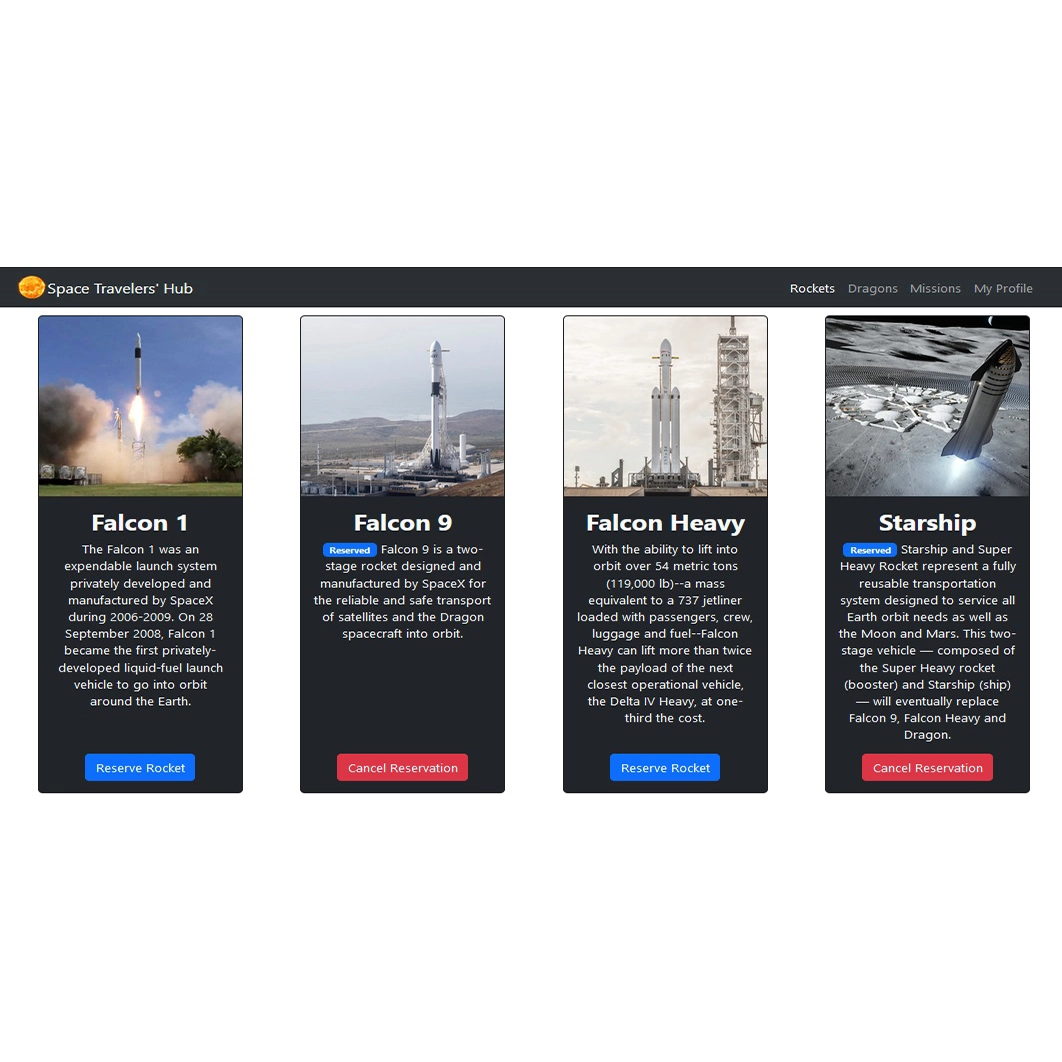 Space Travelers' Hub
Rockets Dragons Missions My Profile
Falcon 1
The Falcon 1 was an
expendable launch system
privately developed and
manufactured by SpaceX
during 2006-2009. On 28
September 2008, Falcon 1
became the first privately-
developed liquid-fuel launch
vehicle to go into orbit
around the Earth.
Reserve Rocket
Falcon 9
Reserved Falcon 9 is a two-
stage rocket designed and
manufactured by SpaceX for
the reliable and safe transport
of satellites and the Dragon
spacecraft into orbit.
Cancel Reservation
Falcon Heavy
With the ability to lift into
orbit over 54 metric tons
(119,000 lb)--a mass
equivalent to a 737 jetliner
loaded with passengers, crew,
luggage and fuel--Falcon
Heavy can lift more than twice
the payload of the next
closest operational vehicle,
the Delta IV Heavy, at one-
third the cost.
Reserve Rocket
Starship
Reserved Starship and Super
Heavy Rocket represent a fully
reusable transportation
system designed to service all
Earth orbit needs as well as
the Moon and Mars. This two-
stage vehicle — composed of
the Super Heavy rocket
(booster) and Starship (ship)
— will eventually replace
Falcon 9, Falcon Heavy and
Dragon.
Cancel Reservation